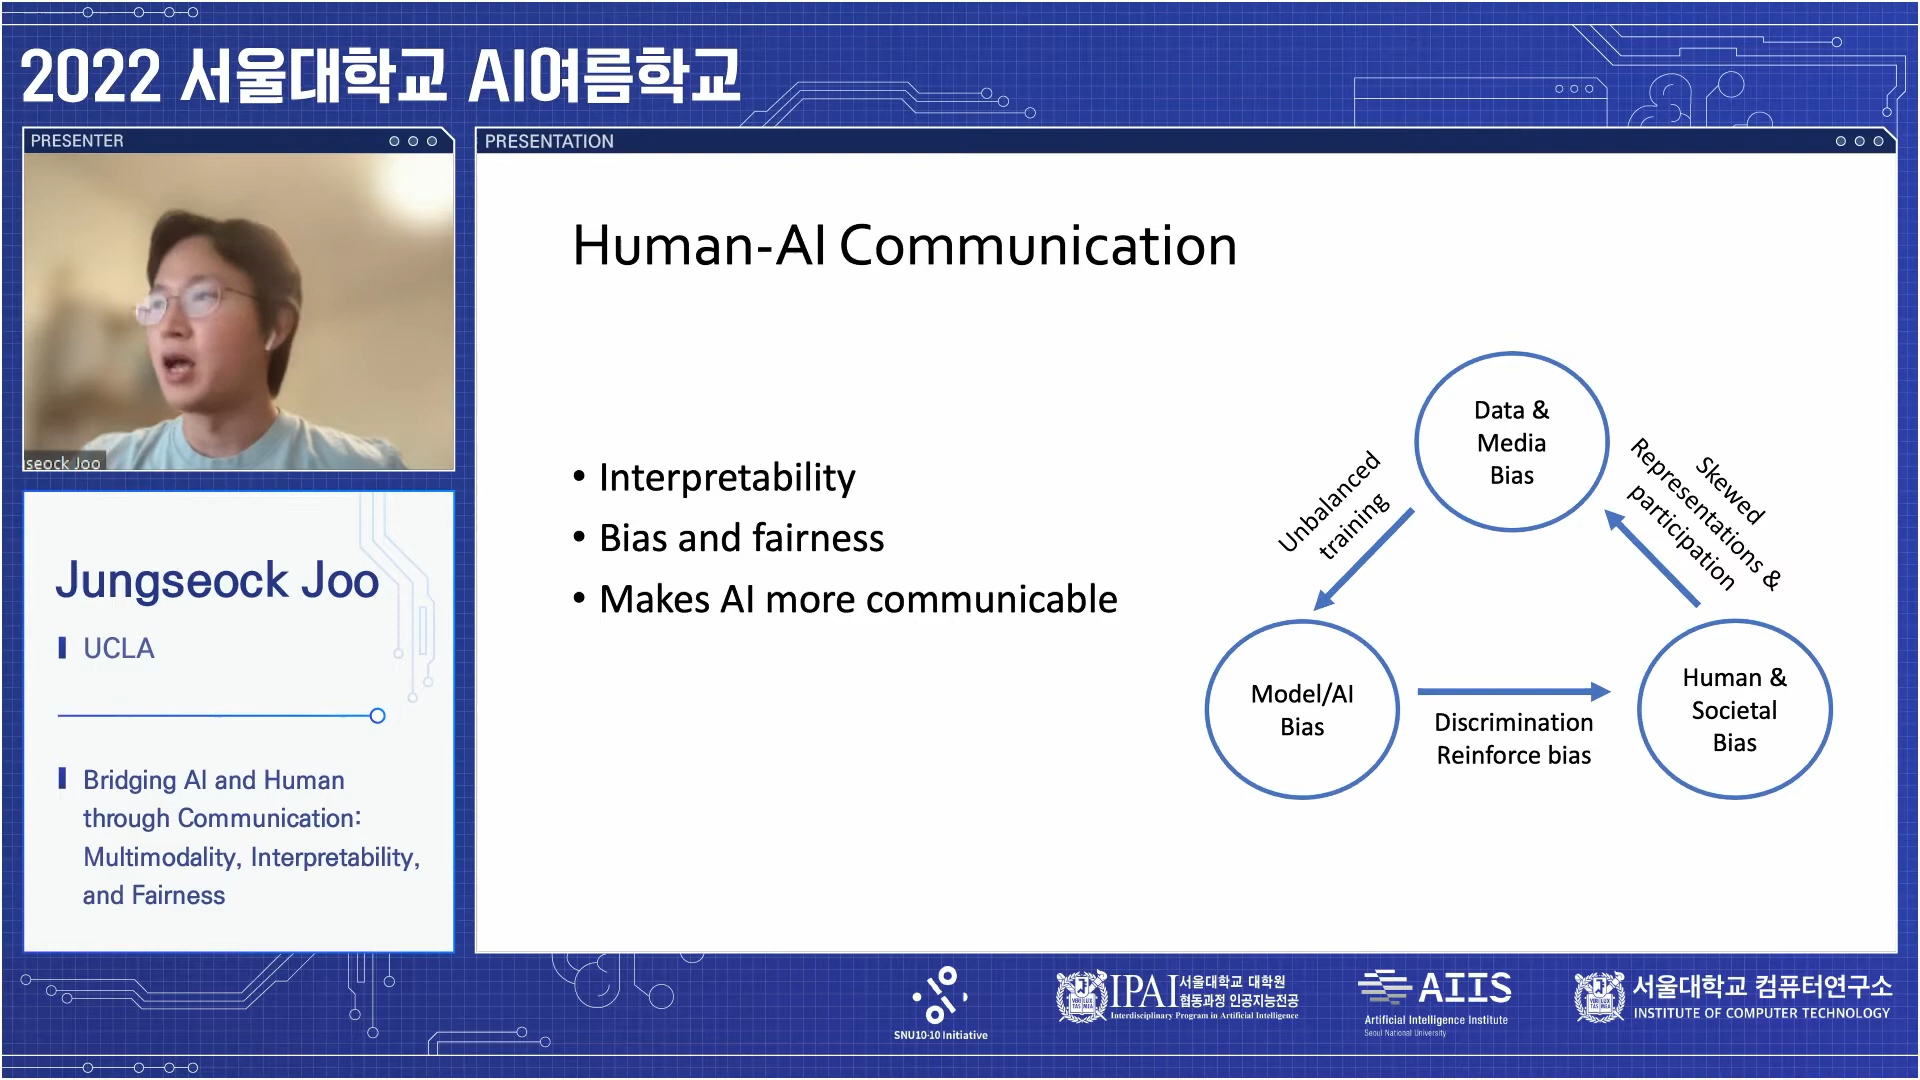 2022 서울대학교 AI여름학교
PRESENTER
seock Joo
Jungseock Joo
UCLA
Bridging AI and Human
through Communication:
Multimodality, Interpretability,
and Fairness
PRESENTATION
Human-AI Communication
• Interpretability
• Bias and fairness
• Makes AI more communicable
Data &
Media
Bias
Unbalanced
training
Skewed
Representations &
participation
Model/AI
Bias
Discrimination
Reinforce bias
Human &
Societal
Bias
SNU10·10 Initiative
IPAI 서울대학교 대학원
협동과정 인공지능전공
Interdisciplinary Program in Artificial Intelligence
AIIS
Artificial Intelligence Institute
Seoul National University
서울대학교 컴퓨터연구소
INSTITUTE OF COMPUTER TECHNOLOGY